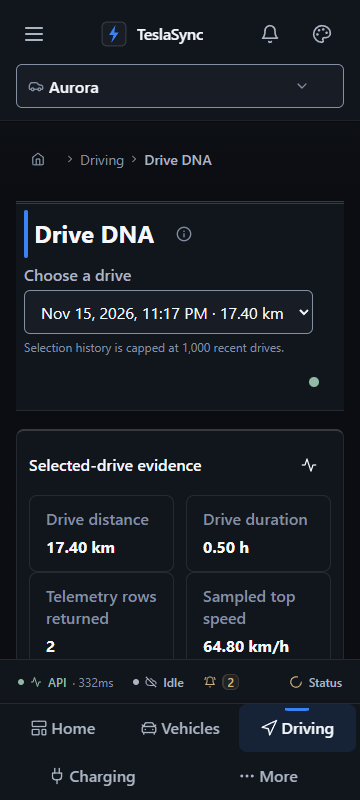 TeslaSync
Aurora
Driving
Drive DNA
Drive DNA
Choose a drive
Nov 15, 2026, 11:17 PM · 17.40 km
Selection history is capped at 1,000 recent drives.
Selected-drive evidence
Drive distance
17.40 km
Drive duration
0.50 h
Telemetry rows
returned
2
Sampled top
speed
64.80 km/h
API · 332ms
Idle
2
Status
Home
Vehicles
Driving
Charging
More